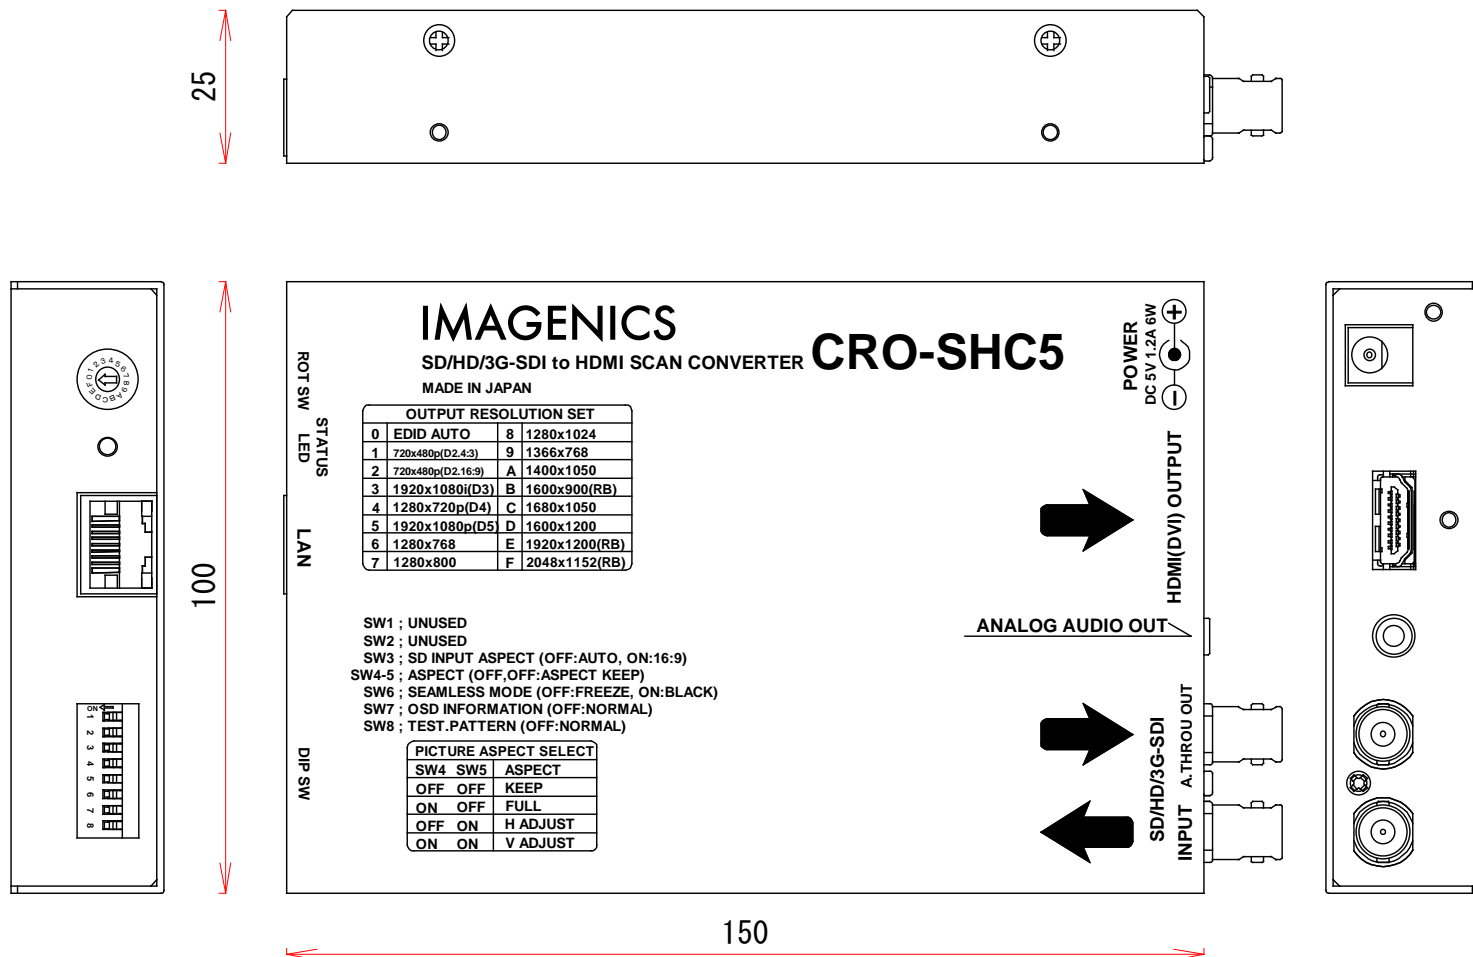 25
100
150
IMAGENICS
SD/HD/3G-SDI to HDMI SCAN CONVERTER CRO-SHC5
MADE IN JAPAN
POWER
DC 5V 1.2A 6W
ROT SW
STATUS
LED
LAN
DIP SW
OUTPUT RESOLUTION SET
0 EDID AUTO 8 1280x1024
1 720x480p(D2.4:3) 9 1366x768
2 720x480p(D2.16:9) A 1400x1050
3 1920x1080i(D3) B 1600x900(RB)
4 1280x720p(D4) C 1680x1050
5 1920x1080p(D5) D 1600x1200
6 1280x768 E 1920x1200(RB)
7 1280x800 F 2048x1152(RB)
HDMI(DVI) OUTPUT
ANALOG AUDIO OUT
SW1 ; UNUSED
SW2 ; UNUSED
SW3 ; SD INPUT ASPECT (OFF:AUTO, ON:16:9)
SW4-5 ; ASPECT (OFF,OFF:ASPECT KEEP)
SW6 ; SEAMLESS MODE (OFF:FREEZE, ON:BLACK)
SW7 ; OSD INFORMATION (OFF:NORMAL)
SW8 ; TEST.PATTERN (OFF:NORMAL)
PICTURE ASPECT SELECT
SW4 SW5 ASPECT
OFF OFF KEEP
ON OFF FULL
OFF ON H ADJUST
ON ON V ADJUST
SD/HD/3G-SDI
INPUT A.THROU OUT
0123456789ABCDEF
ON
1
2
3
4
5
6
7
8